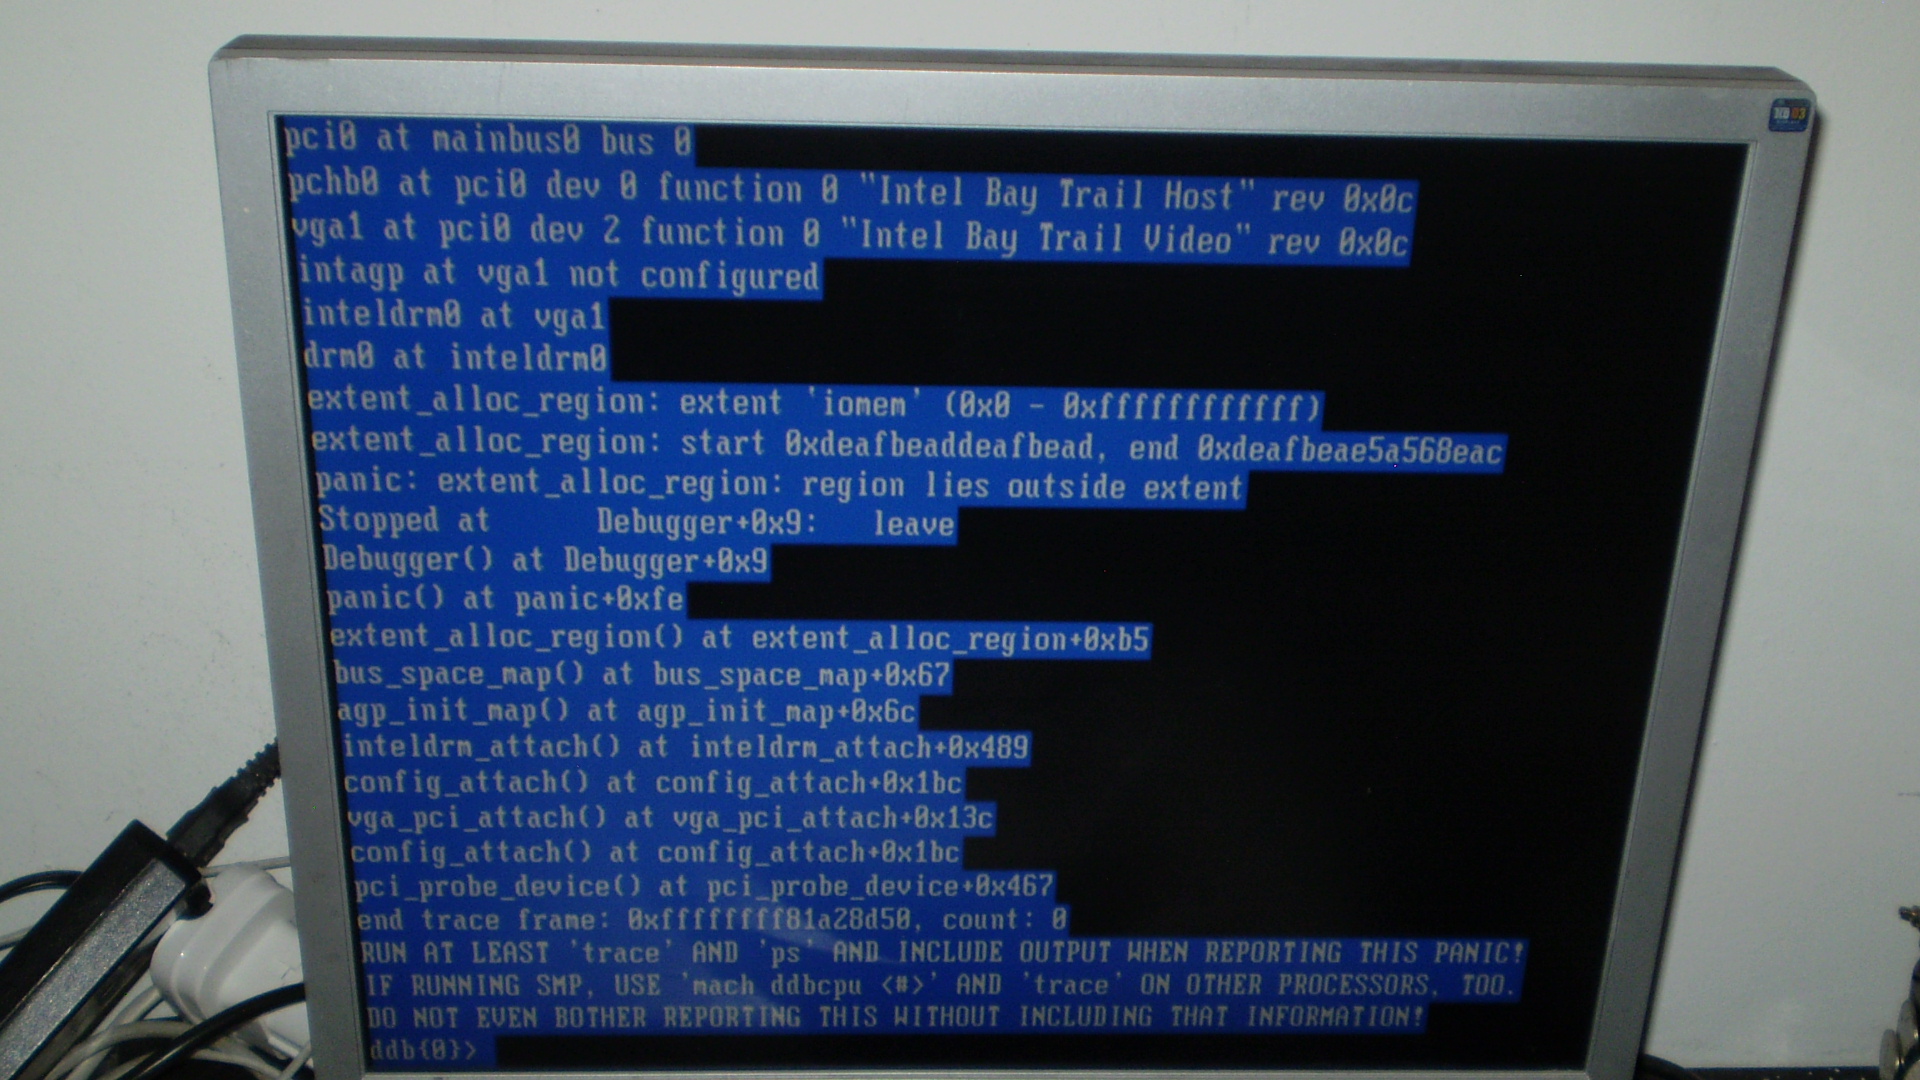 pci0 at mainbus0 bus 0
pchb0 at pci0 dev 0 function 0 "Intel Bay Trail Host" rev 0x0c
vga1 at pci0 dev 2 function 0 "Intel Bay Trail Video" rev 0x0c
intagp at vga1 not configured
inteldrm0 at vga1
drm0 at inteldrm0
extent_alloc_region: extent 'iomem' (0x0 - 0xffffffffffff)
extent_alloc_region: start 0xdeafbeaddeafbead, end 0xdeafbeae5a568eac
panic: extent_alloc_region: region lies outside extent
Stopped at Debugger+0x9: leave
Debugger() at Debugger+0x9
panic() at panic+0xfe
extent_alloc_region() at extent_alloc_region+0xb5
bus_space_map() at bus_space_map+0x67
agp_init_map() at agp_init_map+0x6c
inteldrm_attach() at inteldrm_attach+0x489
config_attach() at config_attach+0x1bc
vga_pci_attach() at vga_pci_attach+0x13c
config_attach() at config_attach+0x1bc
pci_probe_device() at pci_probe_device+0x467
end trace frame: 0xffffffff81a28d50, count: 0
RUN AT LEAST 'trace' AND 'ps' AND INCLUDE OUTPUT WHEN REPORTING THIS PANIC!
IF RUNNING SMP, USE 'mach ddbcpu <#>' AND 'trace' ON OTHER PROCESSORS, TOO.
DO NOT EVEN BOTHER REPORTING THIS WITHOUT INCLUDING THAT INFORMATION!
ddb{0}>